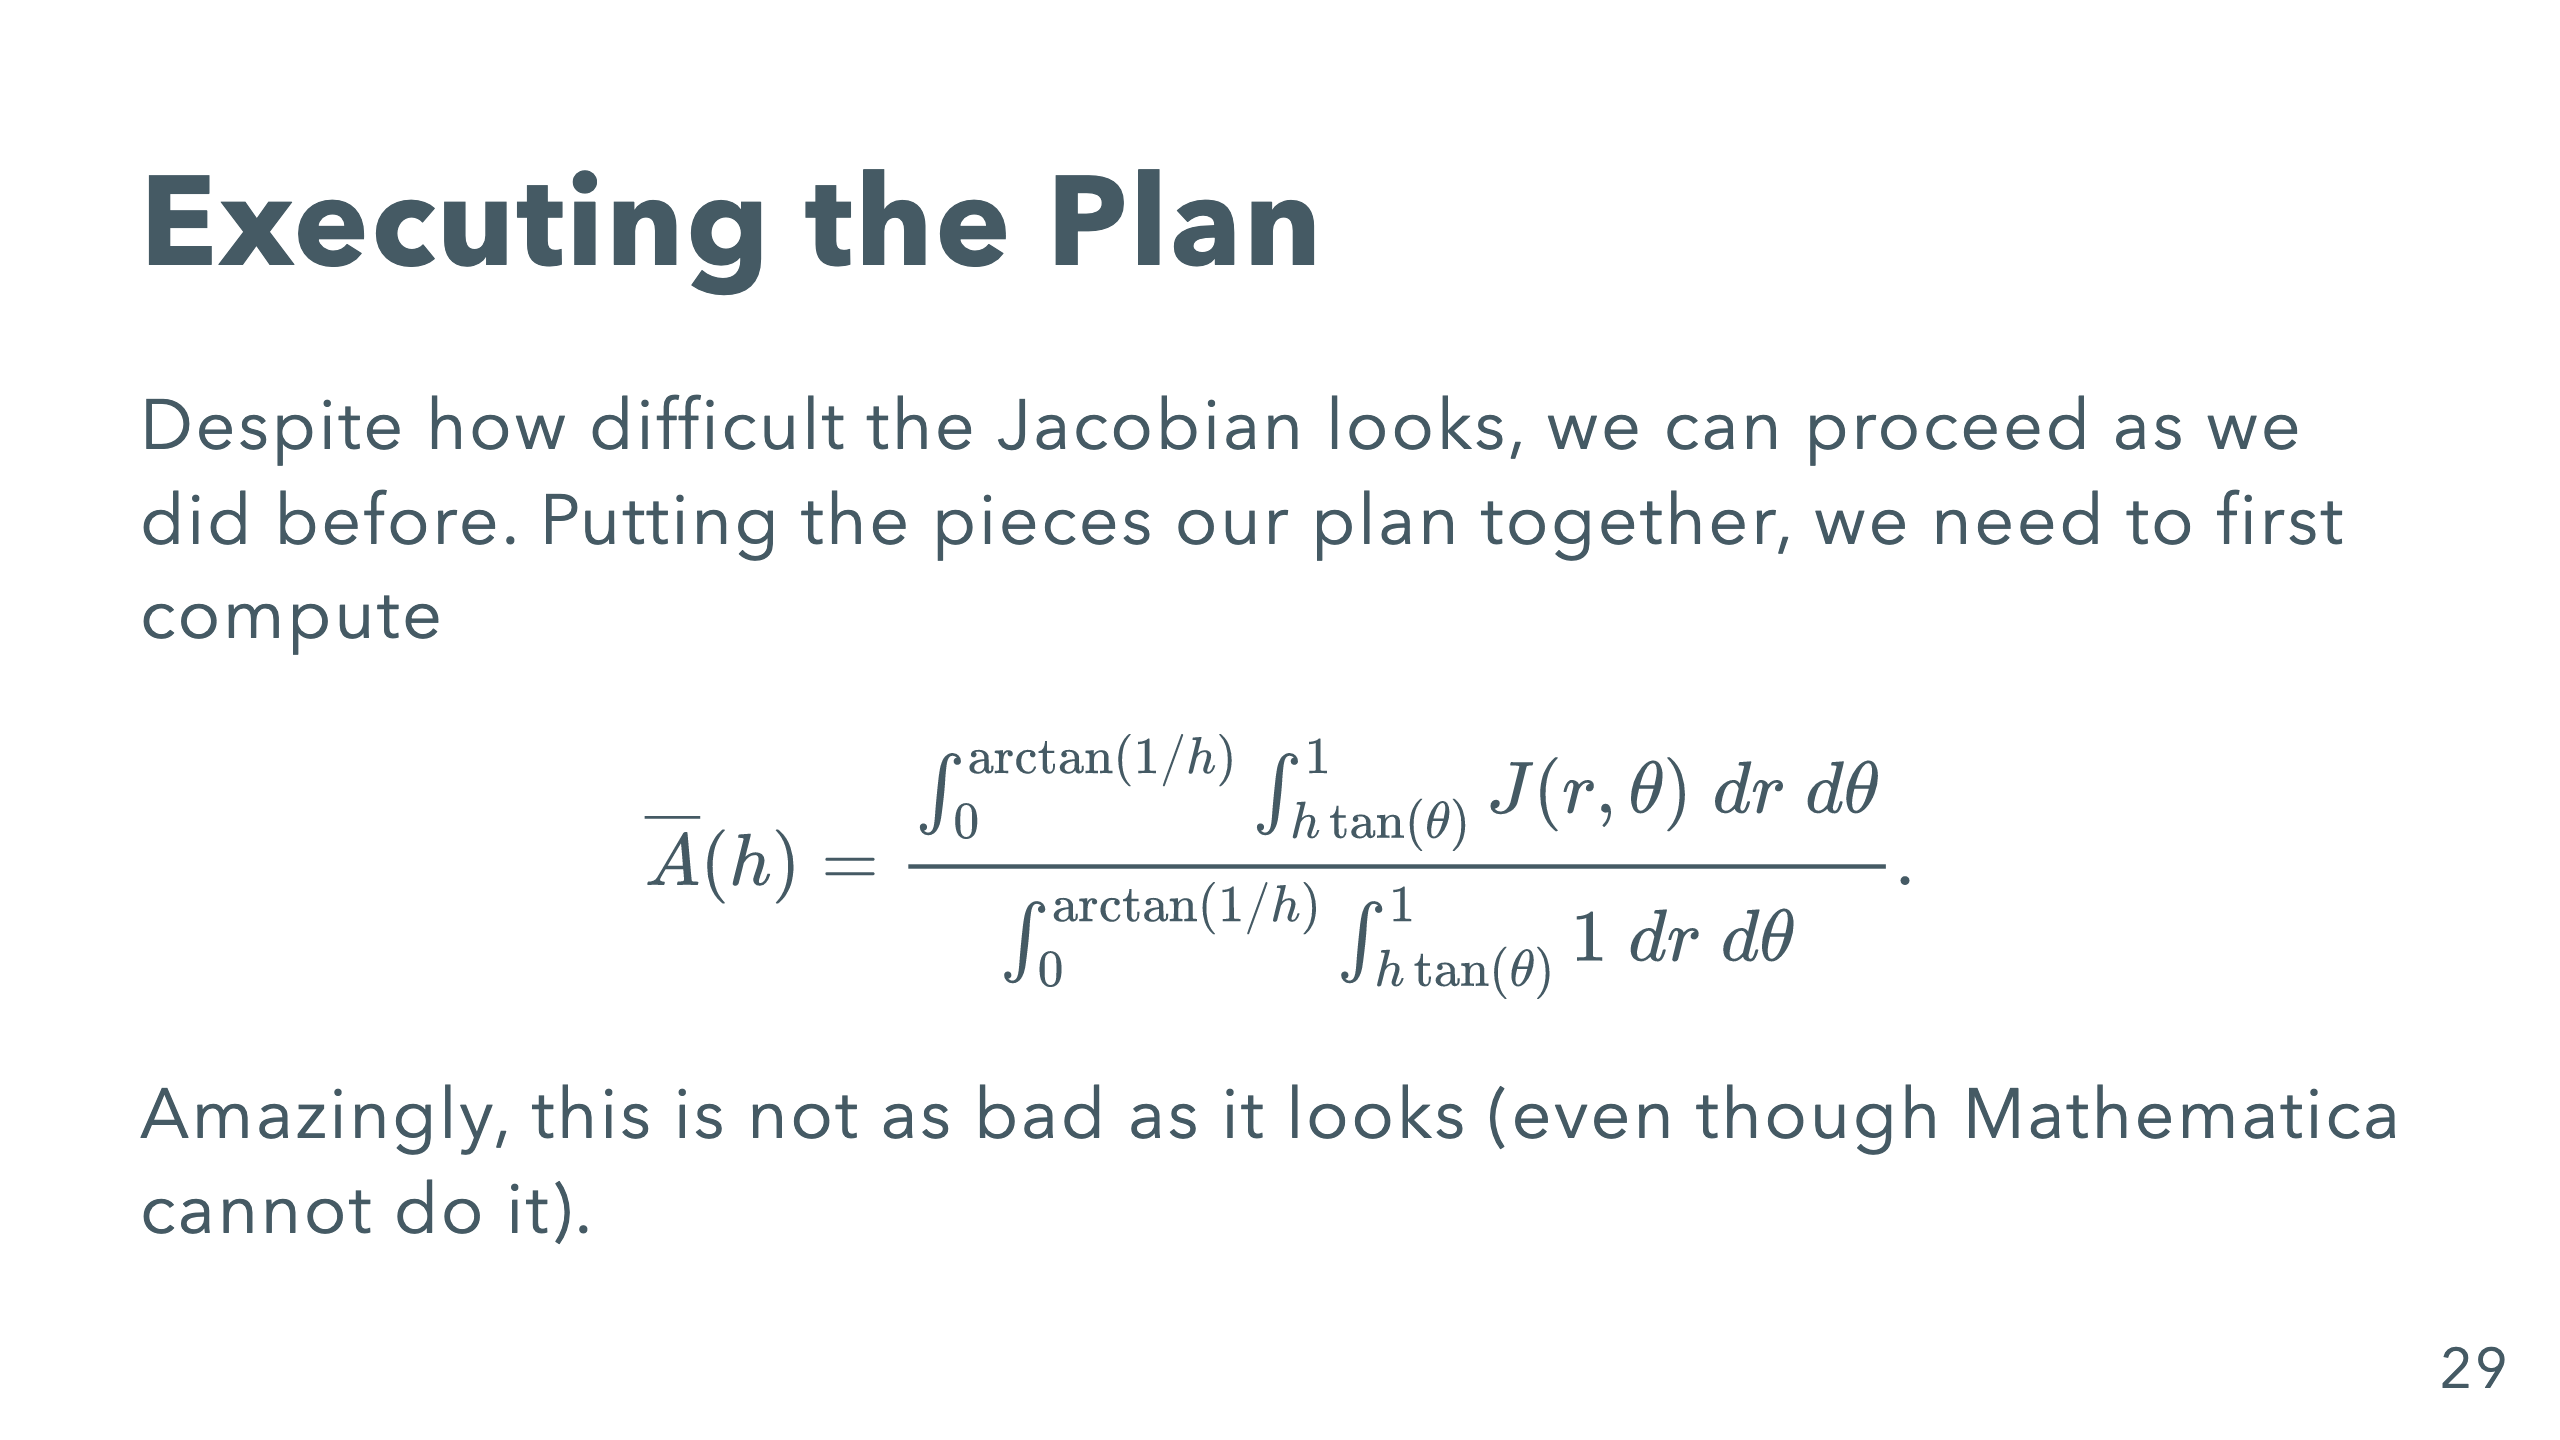 Executing the Plan
Despite how difficult the Jacobian looks, we can proceed as we
did before. Putting the pieces our plan together, we need to first
compute
$$\overline{A}(h) = \frac{\int_0^{\arctan(1/h)} \int_{h \tan(\theta)}^1 J(r, \theta) \ dr \ d\theta}{\int_0^{\arctan(1/h)} \int_{h \tan(\theta)}^1 1 \ dr \ d\theta}.$$
Amazingly, this is not as bad as it looks (even though Mathematica
cannot do it).
29